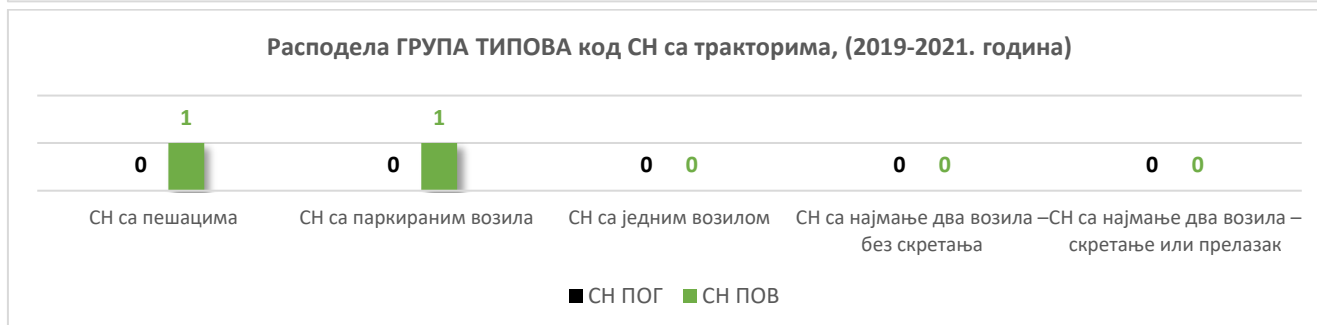 Расподела ГРУПА ТИПОВА код СН са тракторима, (2019-2021. година)
1 1
0 0 0 0 0 0 0 0
СН са пешацима СН са паркираним возила СН са једним возилом СН са најмање два возила – СН са најмање два возила –
без скретања скретање или прелазак
СН ПОГ СН ПОВ